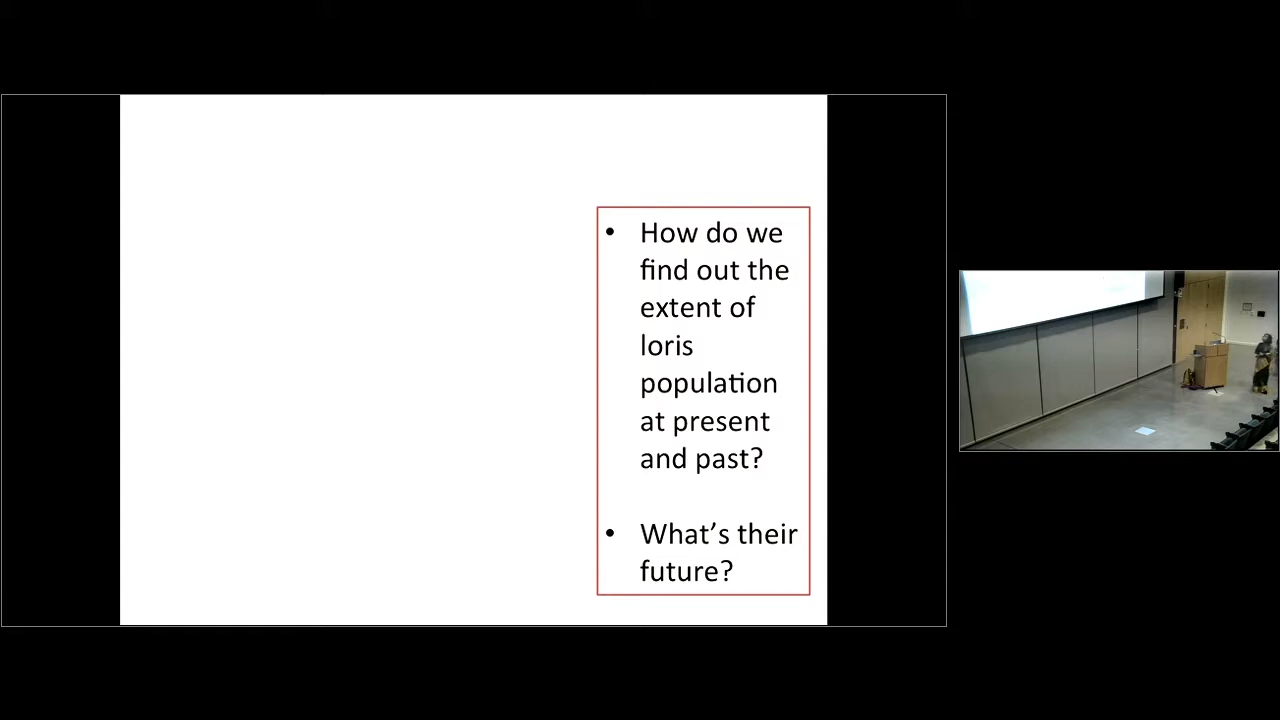 • How do we
find out the
extent of
loris
population
at present
and past?
• What's their
future?